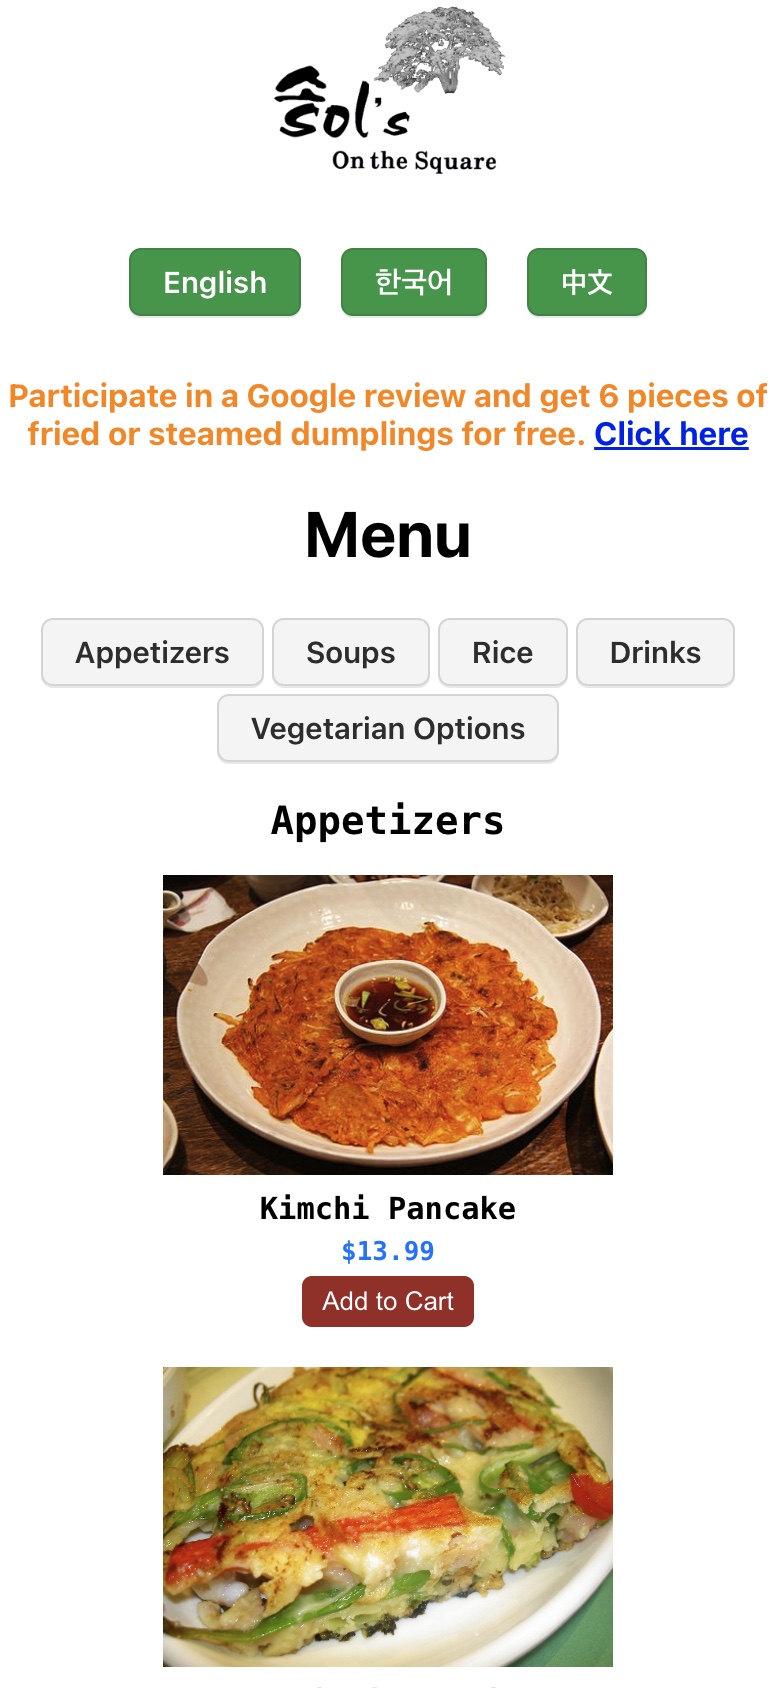 Sol's
On the Square
English 한국어 中文
Participate in a Google review and get 6 pieces of
fried or steamed dumplings for free. Click here
Menu
Appetizers Soups Rice Drinks
Vegetarian Options
Appetizers
Kimchi Pancake
$13.99
Add to Cart